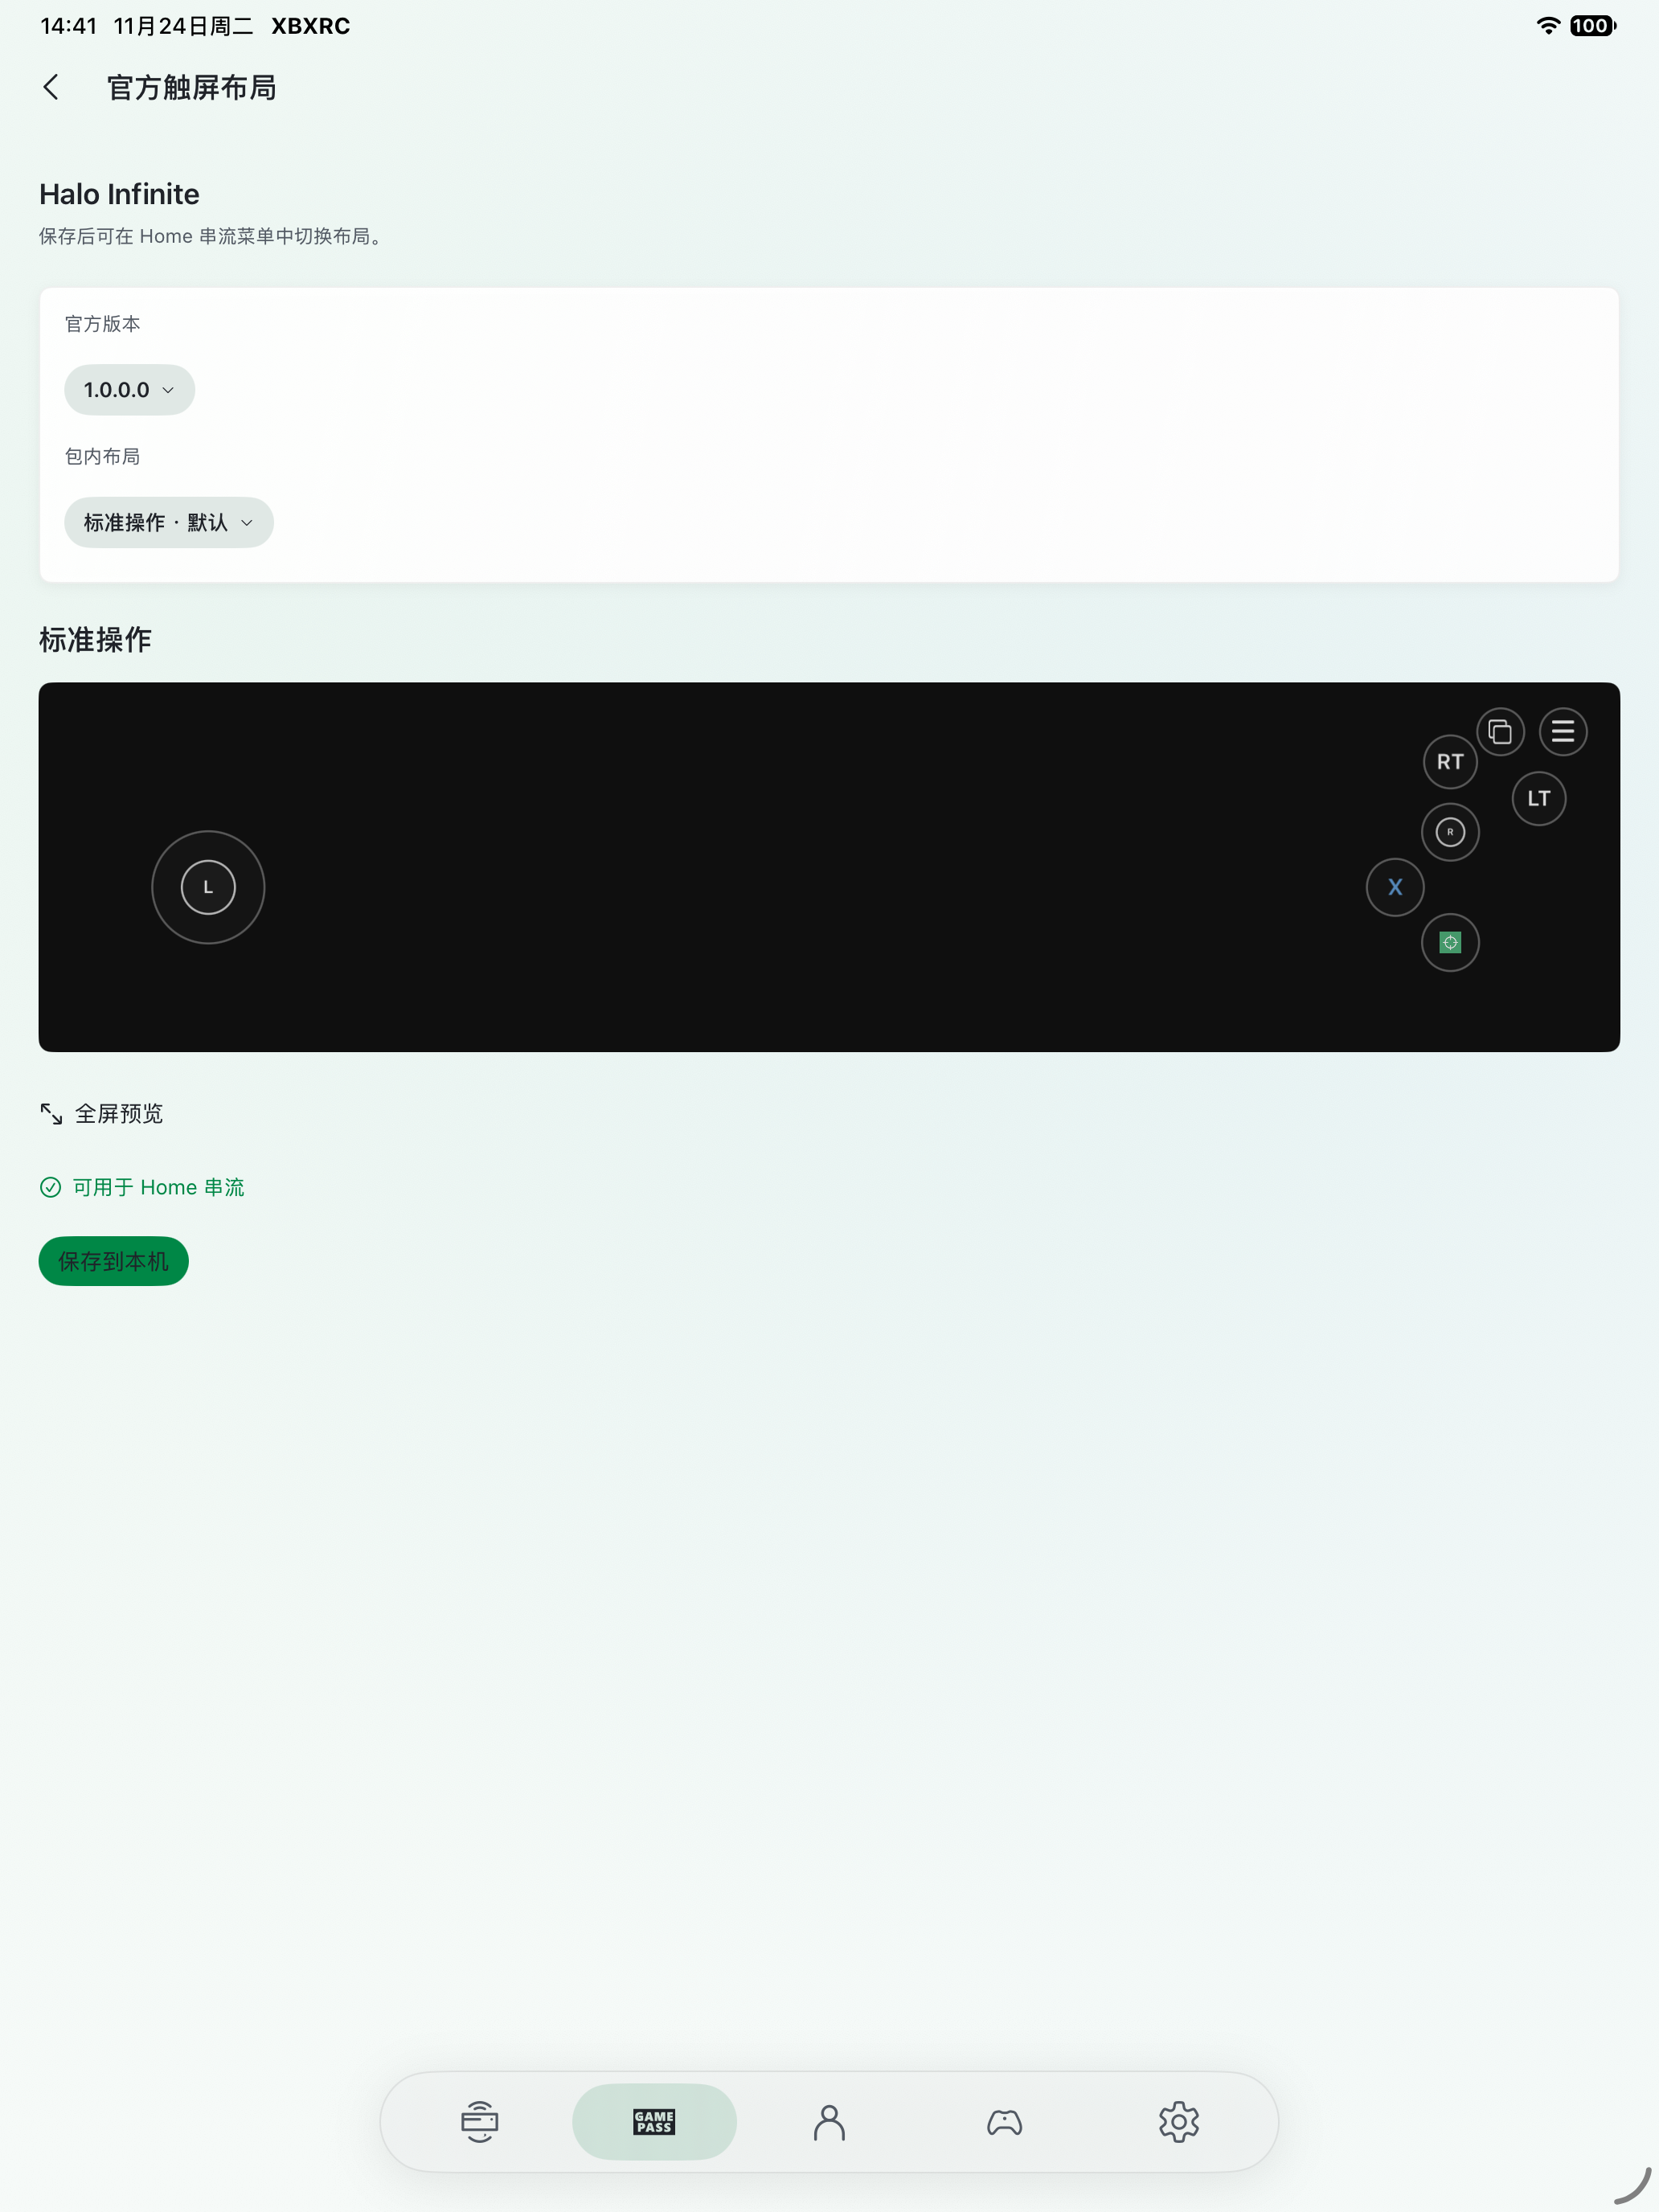 14:41 11月24日周二 XBXRC 100
官方触屏布局
Halo Infinite
保存后可在 Home 串流菜单中切换布局。
官方版本
1.0.0.0
包内布局
标准操作 · 默认
标准操作
RT
LT
R
L
X
全屏预览
可用于 Home 串流
保存到本机
GAME
PASS